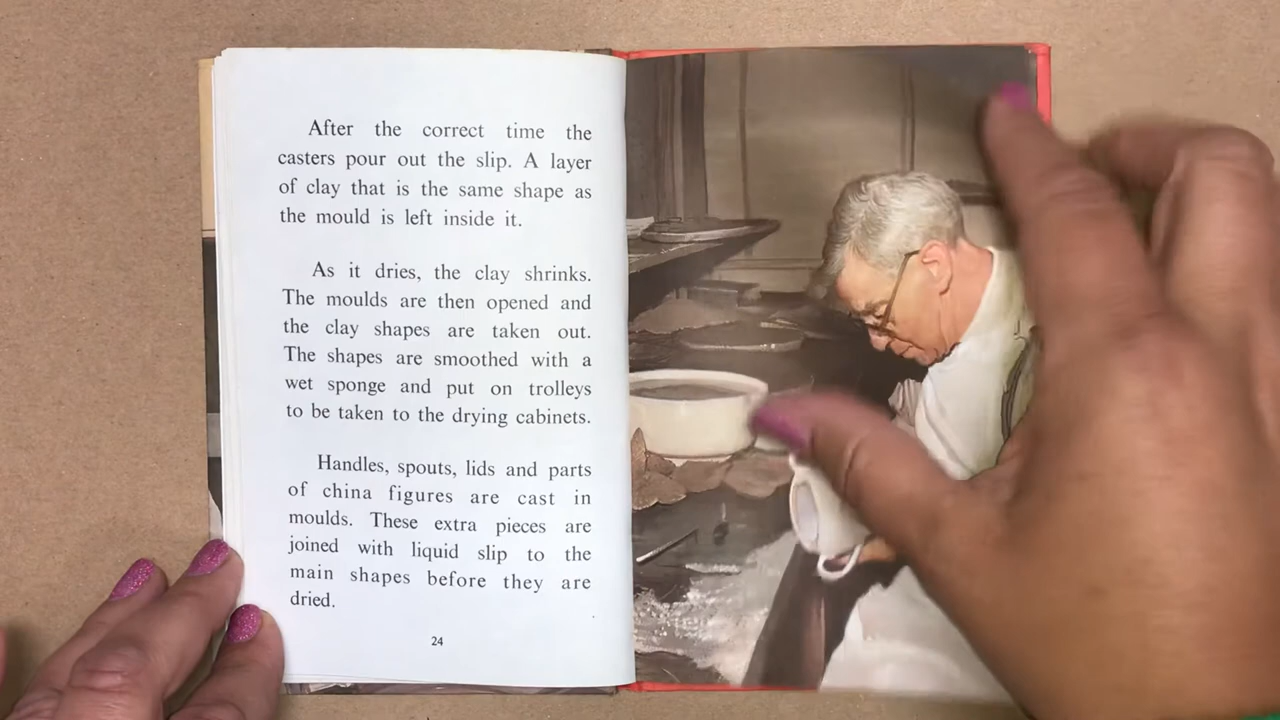 After the correct time the
casters pour out the slip. A layer
of clay that is the same shape as
the mould is left inside it.
As it dries, the clay shrinks.
The moulds are then opened and
the clay shapes are taken out.
The shapes are smoothed with a
wet sponge and put on trolleys
to be taken to the drying cabinets.
Handles, spouts, lids and parts
of china figures are cast in
moulds. These extra pieces are
joined with liquid slip to the
main shapes before they are
dried.
24